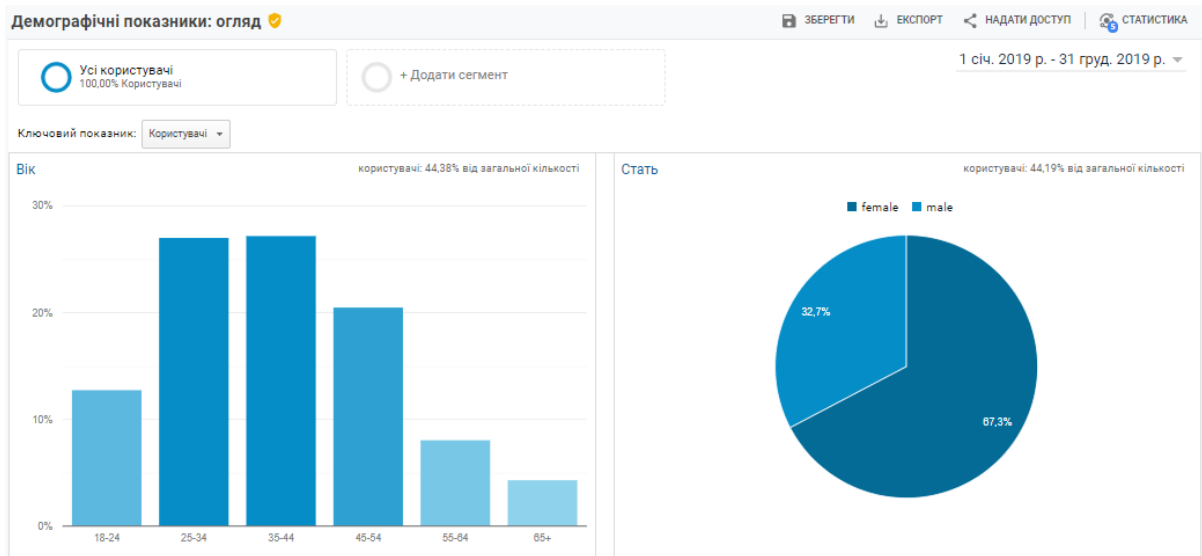 Демографічні показники: огляд
ЗБЕРЕГТИ ЕКСПОРТ НАДАТИ ДОСТУП 5 СТАТИСТИКА
Усі користувачі
100,00% Користувачі
+ Додати сегмент
1 січ. 2019 р. - 31 груд. 2019 р.
Ключовий показник: Користувачі
Вік
користувачі: 44,38% від загальної кількості
30%
20%
10%
0%
18-24 25-34 35-44 45-54 55-64 65+
Стать
користувачі: 44,19% від загальної кількості
female male
32,7%
67,3%